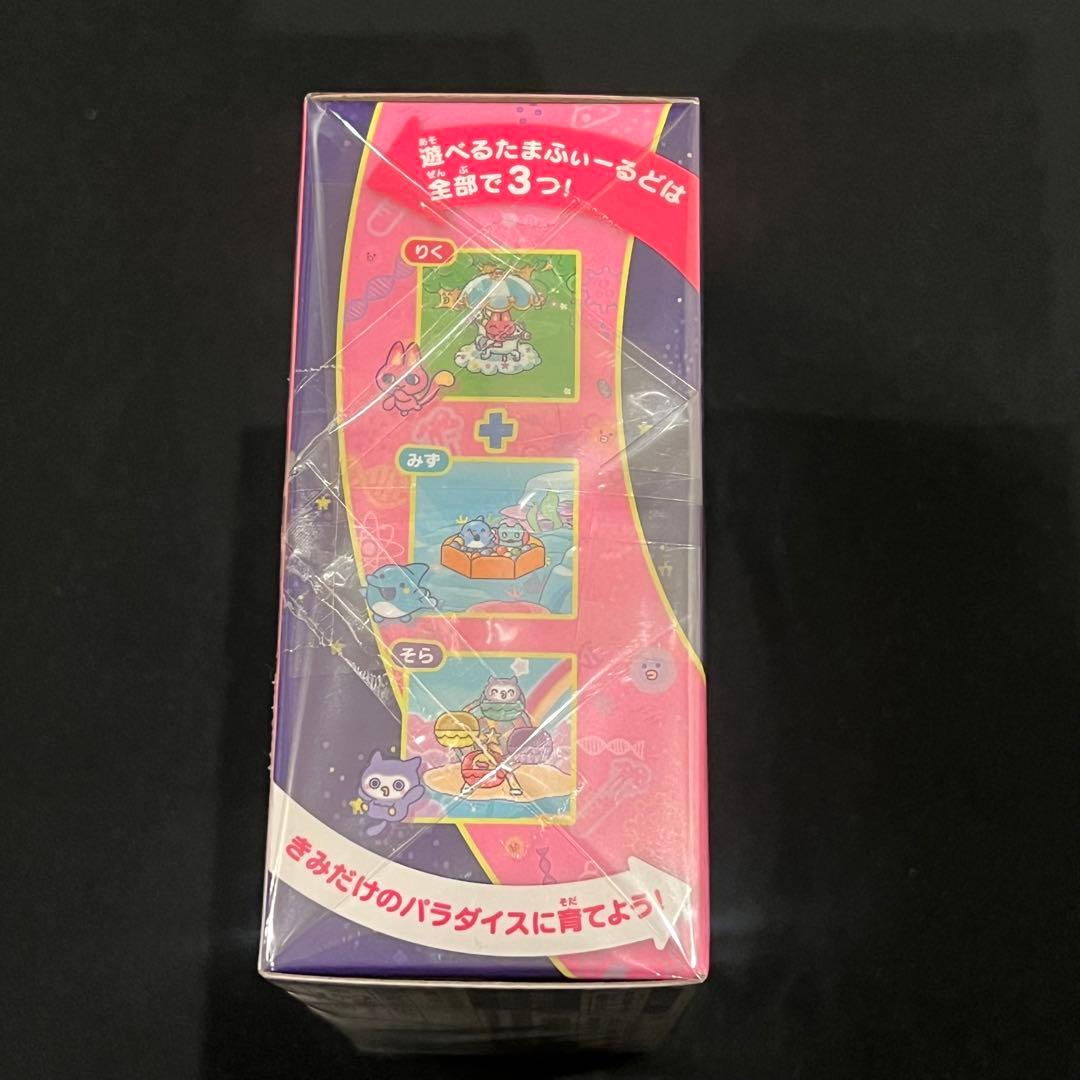 遊べるたまふぃーるどは
全部で3つ!
りく
みず
そら
きみだけのパラダイスに育てよう!